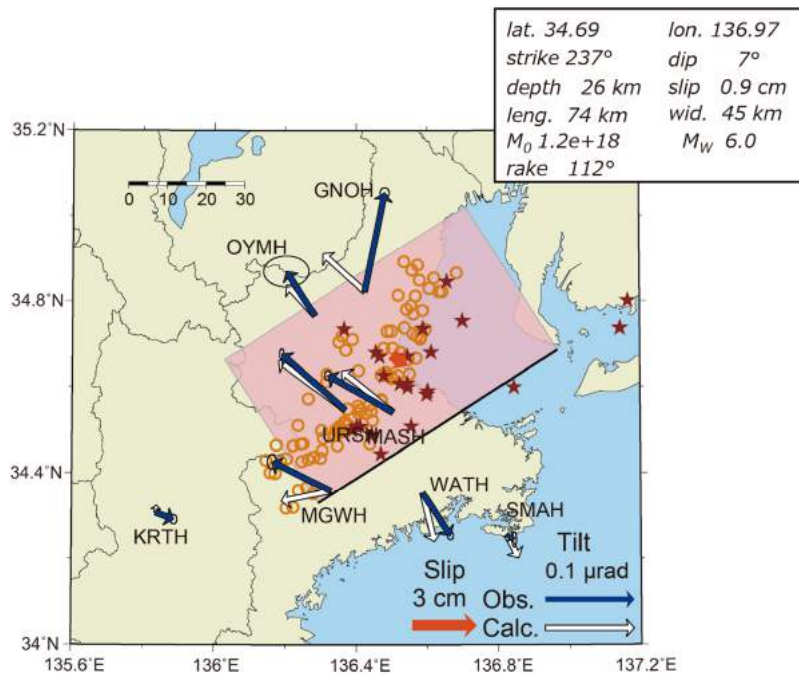 lat. 34.69 lon. 136.97
strike 237° dip 7°
depth 26 km slip 0.9 cm
leng. 74 km wid. 45 km
M0 1.2e+18 MW 6.0
rake 112°
35.2°N
GNOH
0 5 10 15 20 25 30
OYMH
34.8°N
URSH MASH
34.4°N
MGWH WATH
KRTH SMAH
Slip Tilt
3 cm 0.1 μrad
Obs.
Calc.
34°N
135.6°E 136°E 136.4°E 136.8°E 137.2°E